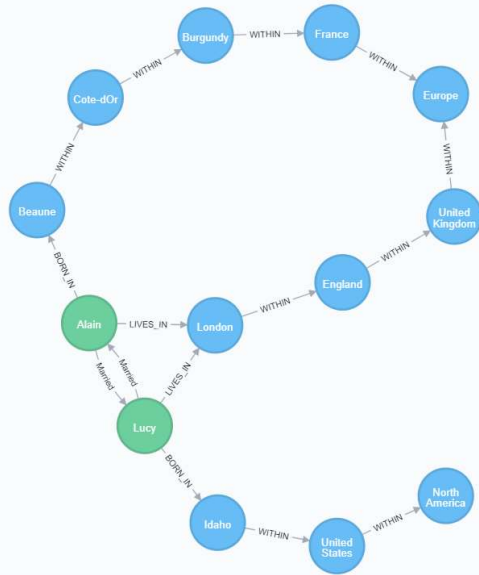 Burgundy
WITHIN
France
WITHIN
WITHIN
Cote-dOr
Europe
WITHIN
WITHIN
Beaune
United
Kingdom
WITHIN
BORN_IN
England
WITHIN
Alain
LIVES_IN
London
Married
Married
LIVES_IN
Lucy
BORN_IN
North
America
WITHIN
Idaho
WITHIN
United
States